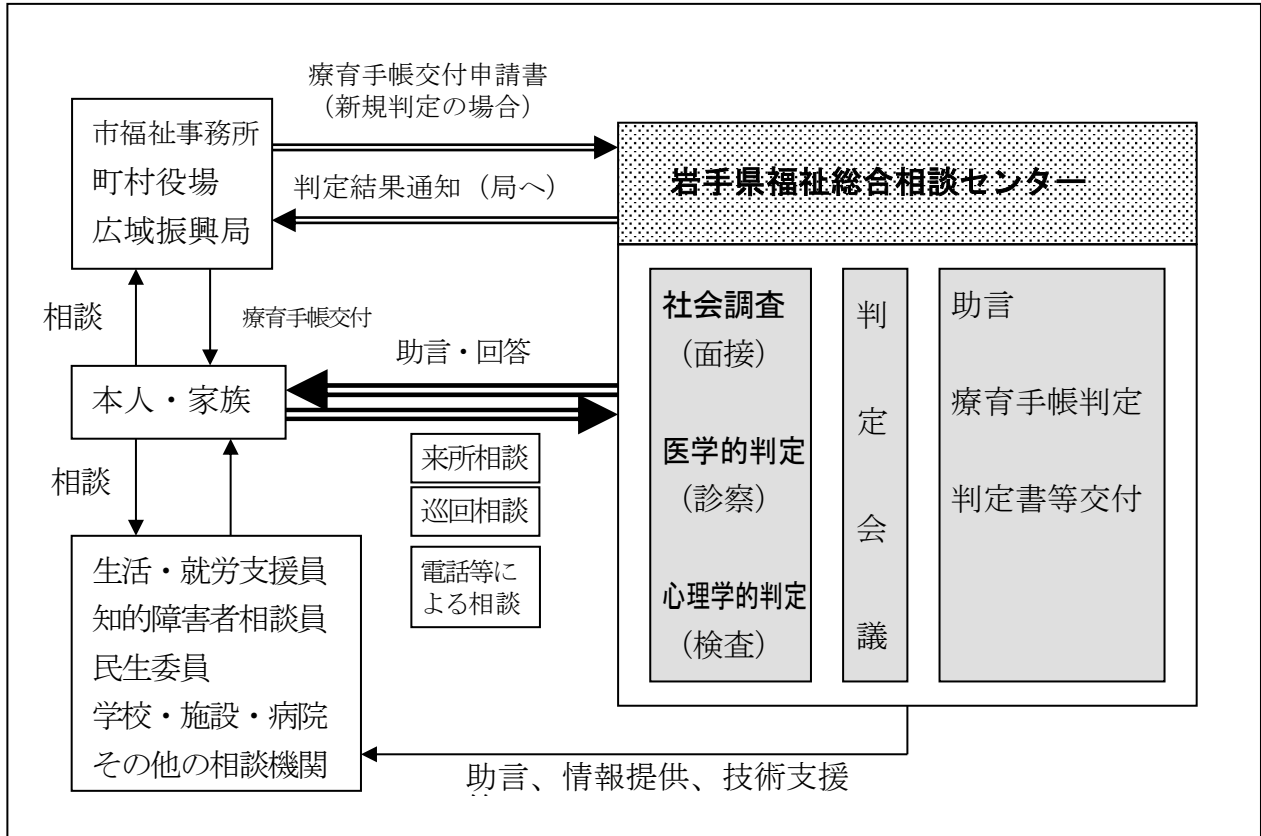 療育手帳交付申請書
（新規判定の場合）
市福祉事務所
町村役場
広域振興局
判定結果通知（局へ）
岩手県福祉総合相談センター
相談
療育手帳交付
助言・回答
本人・家族
来所相談
巡回相談
電話等に
よる相談
相談
生活・就労支援員
知的障害者相談員
民生委員
学校・施設・病院
その他の相談機関
社会調査
（面接）
医学的判定
（診察）
心理学的判定
（検査）
判
定
会
議
助言
療育手帳判定
判定書等交付
助言、情報提供、技術支援